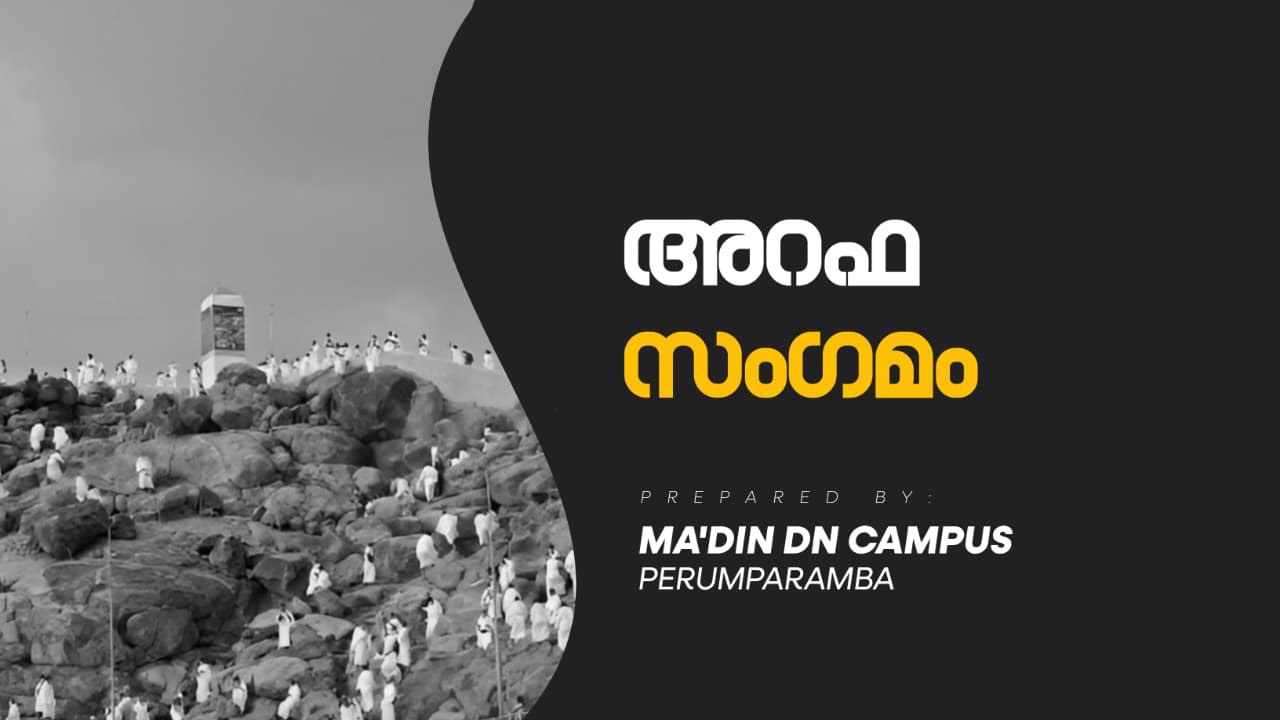 അറഫ
സംഗമം
PREPARED BY:
MA'DIN DN CAMPUS
PERUMPARAMBA